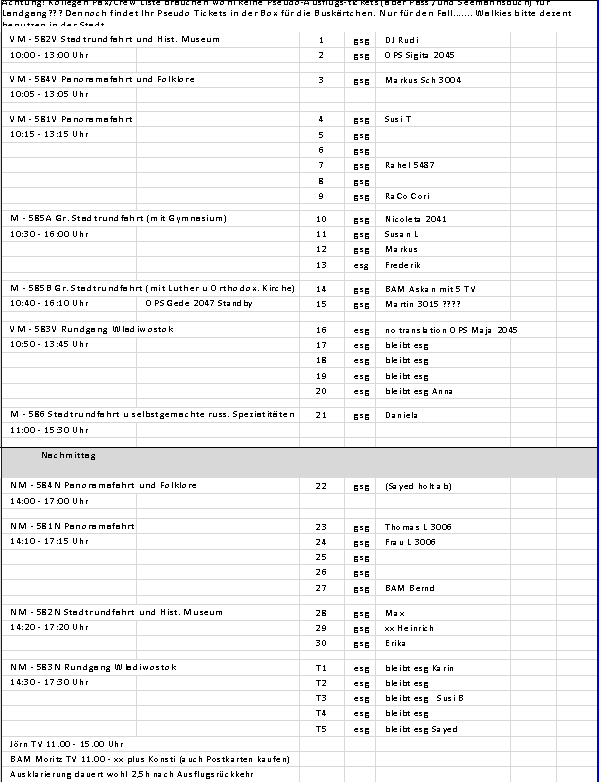 Achtung! Kollegen Pax/Crew Liste brauchen wohl keine Pseudo-Ausflugs-tickets (aber Pass / und Seemannsbuch) für
Landgang??? Dennoch findet Ihr Pseudo Tickets in der Box für die Buskärtchen. Nur für den Fall....... Walkies bitte dezent
benutzen in der Stadt
VM - 582V Stadtrundfahrt und Hist. Museum 1 gsg DJ Rudi
10:00 - 13:00 Uhr 2 gsg OPS Sigita 2045
VM - 584V Panoramafahrt und Folklore 3 gsg Markus Sch 3004
10:05 - 13:05 Uhr
VM - 581V Panoramafahrt 4 gsg Susi T
10:15 - 13:15 Uhr 5 gsg
6 gsg
7 gsg Rahel 5487
8 gsg
9 gsg RaCo Cori
M - 585A Gr. Stadtrundfahrt (mit Gymnasium) 10 gsg Nicoleta 2041
10:30 - 16:00 Uhr 11 gsg Susan L
12 gsg Markus
13 esg Frederik
M - 585B Gr. Stadtrundfahrt (mit Luther u Orthodox. Kirche) 14 gsg BAM Askan mit 5 TV
10:40 - 16:10 Uhr OPS Gede 2047 Standby 15 gsg Martin 3015 ????
VM - 583V Rundgang Wladiwostok 16 esg no translation OPS Maja 2045
10:50 - 13:45 Uhr 17 esg bleibt esg
18 esg bleibt esg
19 esg bleibt esg
20 esg bleibt esg Anna
M - 586 Stadtrundfahrt u selbstgemachte russ. Speziatitäten 21 gsg Daniela
11:00 - 15:30 Uhr
Nachmittag
NM - 584N Panoramafahrt und Folklore 22 gsg (Sayed holt ab)
14:00 - 17:00 Uhr
NM - 581N Panoramafahrt 23 gsg Thomas L 3006
14:10 - 17:15 Uhr 24 gsg Frau L 3006
25 gsg
26 gsg
27 gsg BAM Bernd
NM - 582N Stadtrundfahrt und Hist. Museum 28 gsg Max
14:20 - 17:20 Uhr 29 gsg xx Heinrich
30 gsg Erika
NM - 583N Rundgang Wladiwostok T1 esg bleibt esg Karin
14:30 - 17:30 Uhr T2 esg bleibt esg
T3 esg bleibt esg Susi B
T4 esg bleibt esg
T5 esg bleibt esg Sayed
Jörn TV 11.00 - 15.00 Uhr
BAM Moritz TV 11.00 - xx plus Konsti (auch Postkarten kaufen)
Ausklarierung dauert wohl 2,5h nach Ausflugsrückkehr